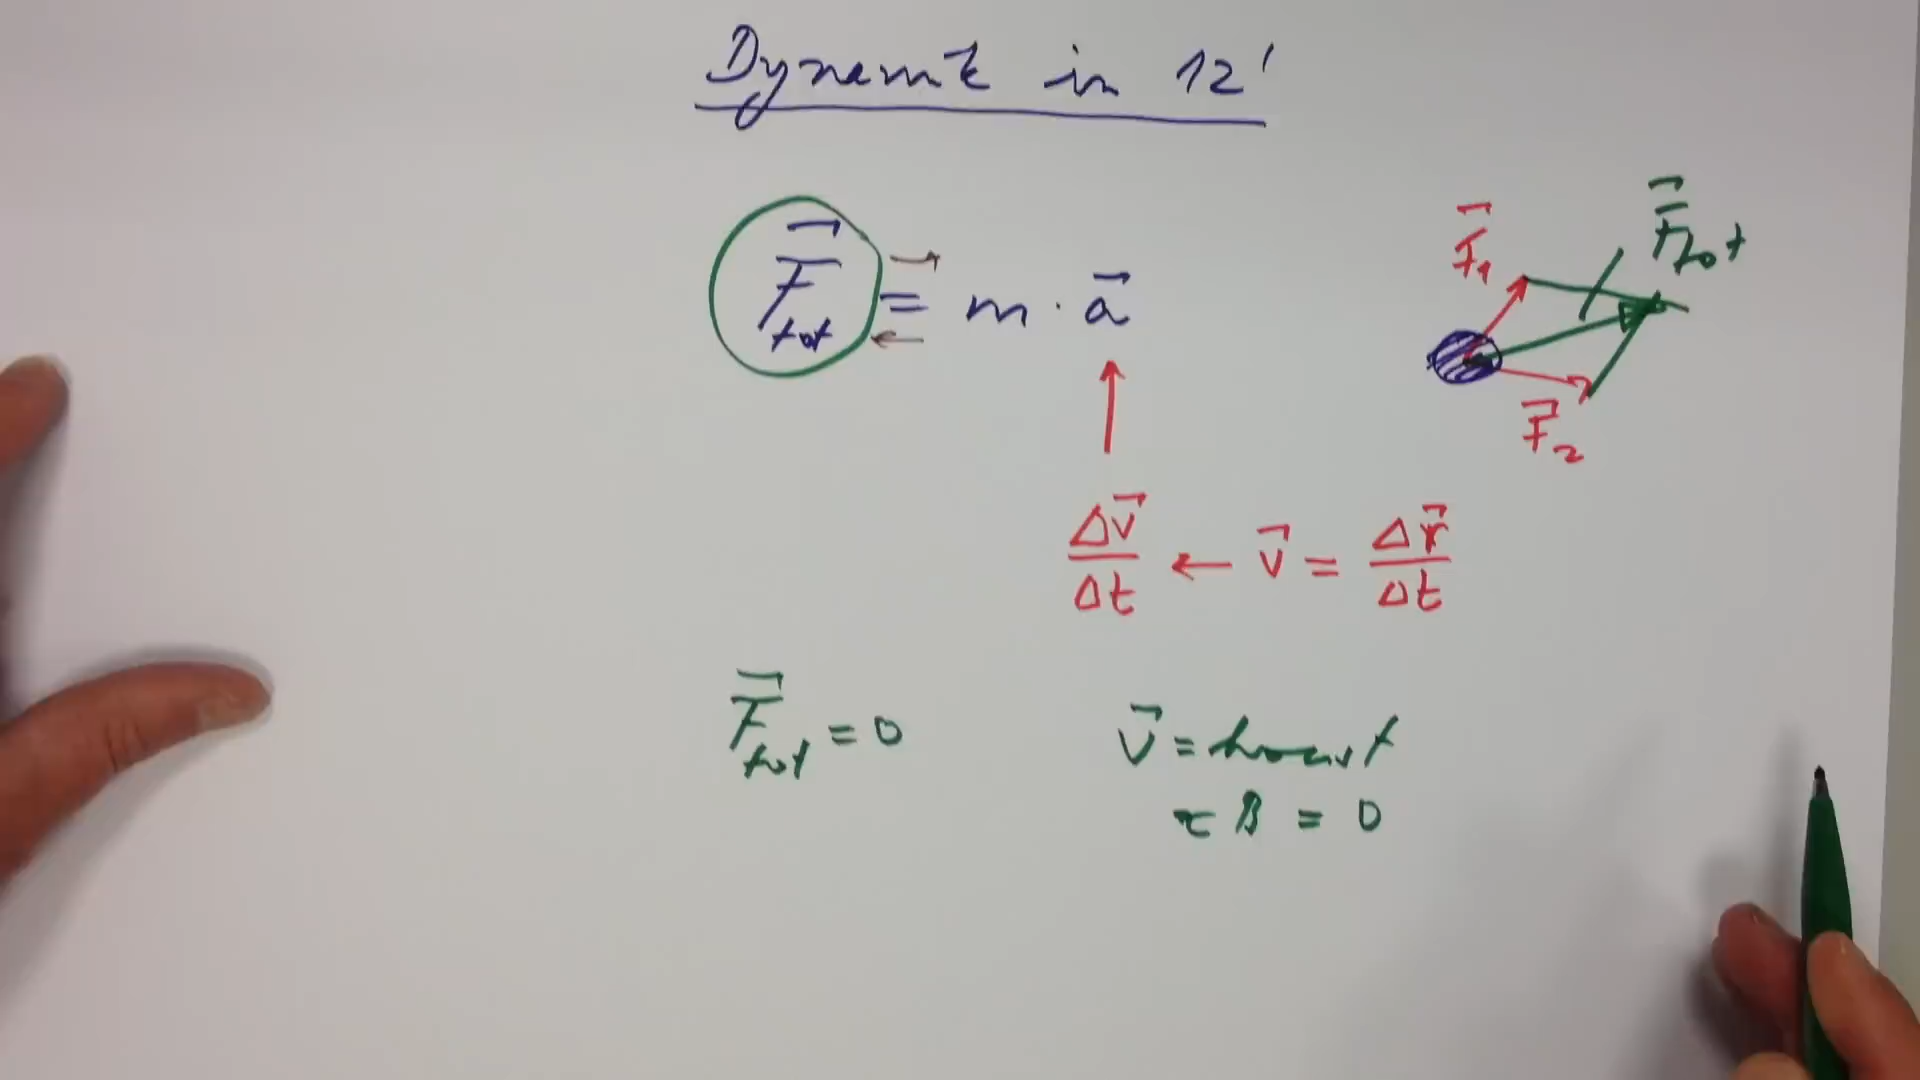 Dynamik in 12'
F⃗tot = m · a⃗
F⃗1
F⃗tot
F⃗2
Δv⃗/Δt ← v⃗ = Δr⃗/Δt
F⃗tot = 0
v⃗ = konst
z B = 0